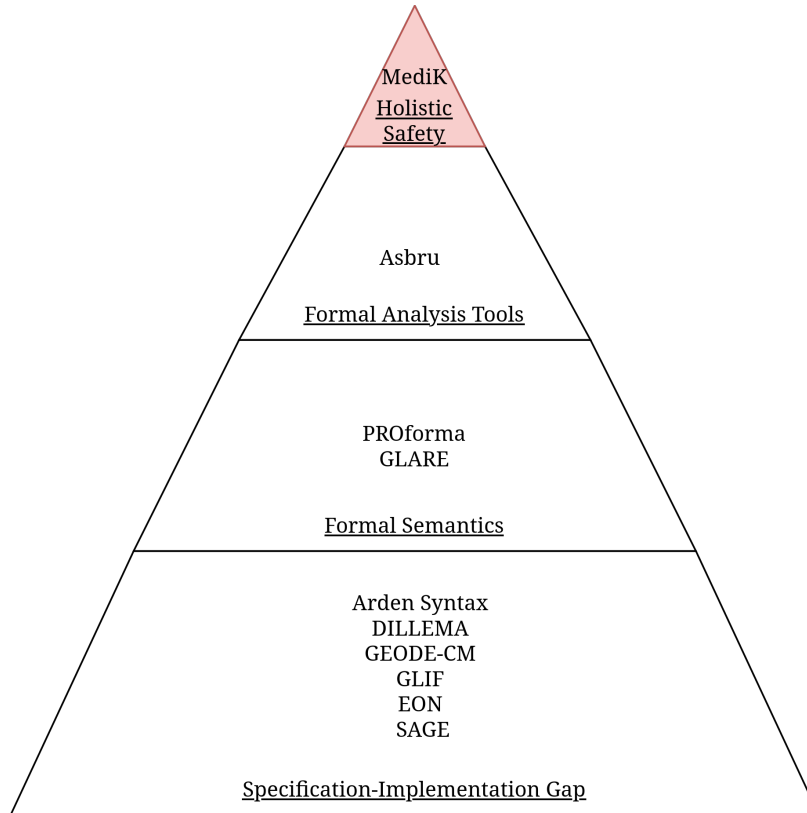 MediK
Holistic
Safety
Asbru
Formal Analysis Tools
PROforma
GLARE
Formal Semantics
Arden Syntax
DILLEMA
GEODE-CM
GLIF
EON
SAGE
Specification-Implementation Gap